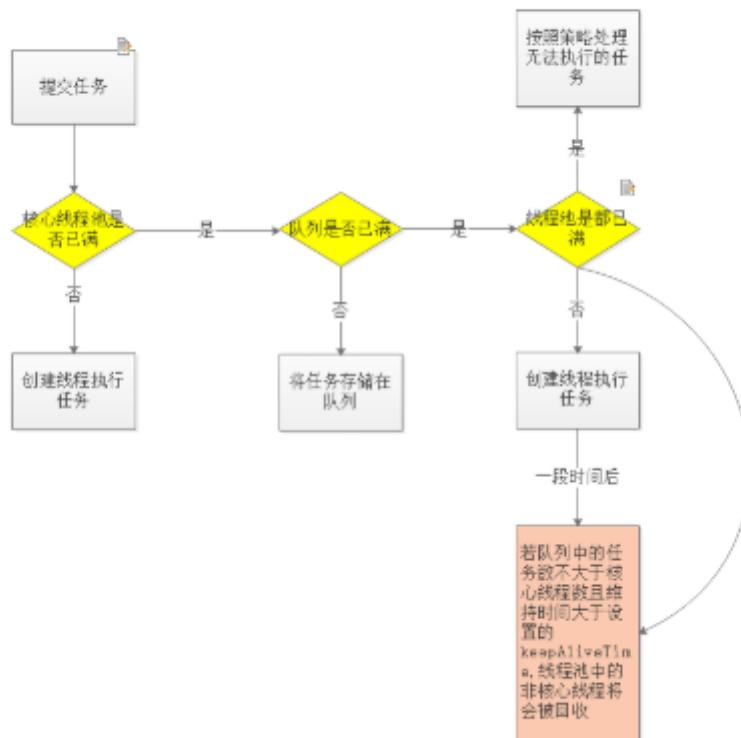 提交任务
核心线程池是
否已满
是
队列是否已满
是
线程池是都已
满
是
按照策略处理
无法执行的任
务
否
创建线程执行
任务
否
将任务存储在
队列
否
创建线程执行
任务
一段时间后
若队列中的任
务数不大于核
心线程数且维
持时间大于设
置的
keepAliveTim
e,线程池中的
非核心线程将
会被回收